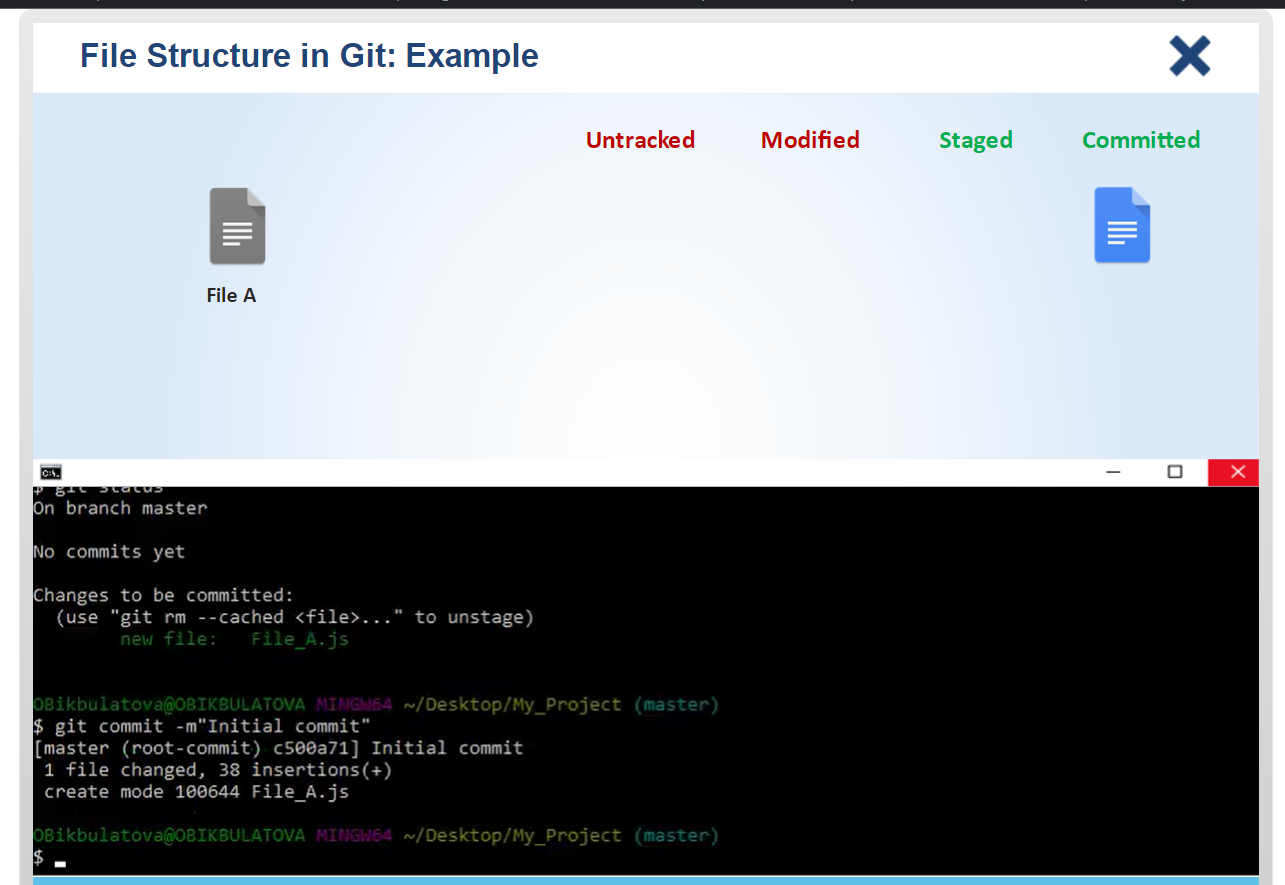 File Structure in Git: Example
Untracked Modified Staged Committed
File A
C:\.
$ git status
On branch master
No commits yet
Changes to be committed:
(use "git rm --cached <file>..." to unstage)
new file: File_A.js
OBikbulatova@OBIKBULATOVA MINGW64 ~/Desktop/My_Project (master)
$ git commit -m"Initial commit"
[master (root-commit) c500a71] Initial commit
1 file changed, 38 insertions(+)
create mode 100644 File_A.js
OBikbulatova@OBIKBULATOVA MINGW64 ~/Desktop/My_Project (master)
$